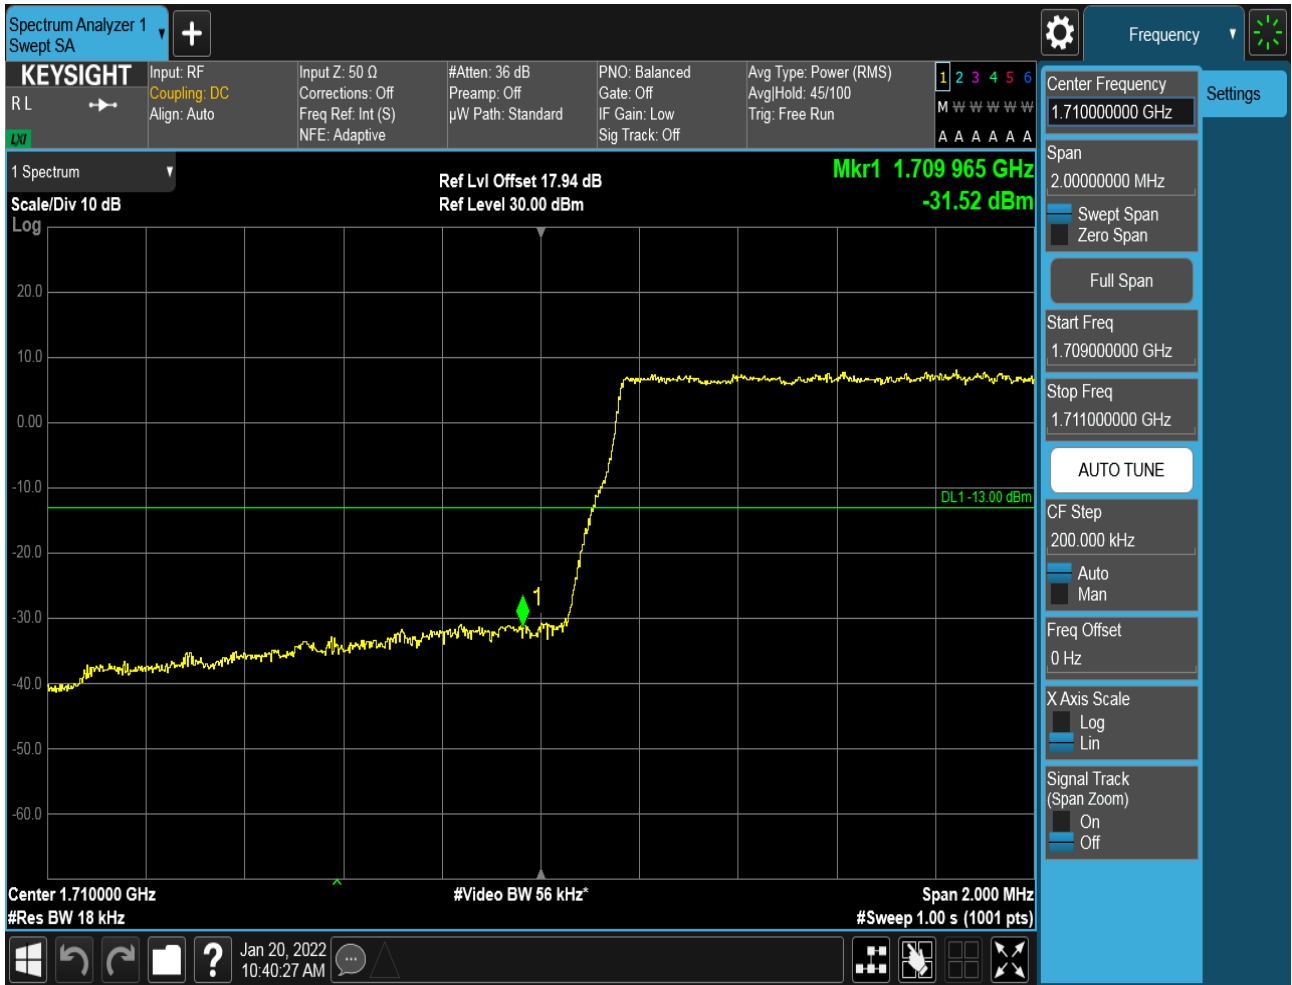 Spectrum Analyzer 1
Swept SA
Frequency
KEYSIGHT
R L
LXI
Input: RF
Coupling: DC
Align: Auto
Input Z: 50 Ω
Corrections: Off
Freq Ref: Int (S)
NFE: Adaptive
#Atten: 36 dB
Preamp: Off
µW Path: Standard
PNO: Balanced
Gate: Off
IF Gain: Low
Sig Track: Off
Avg Type: Power (RMS)
Avg|Hold: 45/100
Trig: Free Run
1 2 3 4 5 6
M W W W W W
A A A A A A
1 Spectrum
Scale/Div 10 dB
Log
Ref Lvl Offset 17.94 dB
Ref Level 30.00 dBm
Mkr1 1.709 965 GHz
-31.52 dBm
20.0
10.0
0.00
-10.0
DL1 -13.00 dBm
-20.0
1
-30.0
-40.0
-50.0
-60.0
Center 1.710000 GHz
#Video BW 56 kHz*
Span 2.000 MHz
#Res BW 18 kHz
#Sweep 1.00 s (1001 pts)
Jan 20, 2022
10:40:27 AM
Center Frequency
1.710000000 GHz
Settings
Span
2.00000000 MHz
Swept Span
Zero Span
Full Span
Start Freq
1.709000000 GHz
Stop Freq
1.711000000 GHz
AUTO TUNE
CF Step
200.000 kHz
Auto
Man
Freq Offset
0 Hz
X Axis Scale
Log
Lin
Signal Track
(Span Zoom)
On
Off